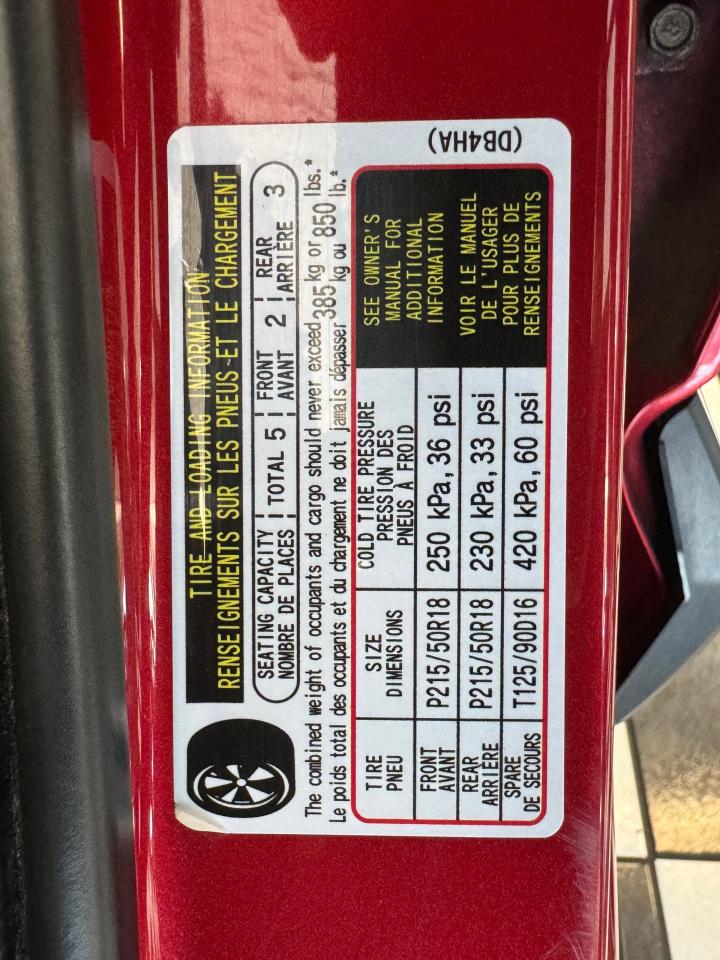 TIRE AND LOADING INFORMATION
RENSEIGNEMENTS SUR LES PNEUS ET LE CHARGEMENT
SEATING CAPACITY TOTAL 5 FRONT 2 REAR 3
NOMBRE DE PLACES AVANT ARRIÈRE
The combined weight of occupants and cargo should never exceed 385 kg or 850 lbs.*
Le poids total des occupants et du chargement ne doit jamais dépasser kg ou lb.*
TIRE SIZE COLD TIRE PRESSURE
PNEU DIMENSIONS PRESSION DES
PNEUS À FROID
FRONT P215/50R18 250 kPa, 36 psi
AVANT
REAR P215/50R18 230 kPa, 33 psi
ARRIÈRE
SPARE T125/90D16 420 kPa, 60 psi
DE SECOURS
SEE OWNER'S
MANUAL FOR
ADDITIONAL
INFORMATION
VOIR LE MANUEL
DE L'USAGER
POUR PLUS DE
RENSEIGNEMENTS
(DB4HA)